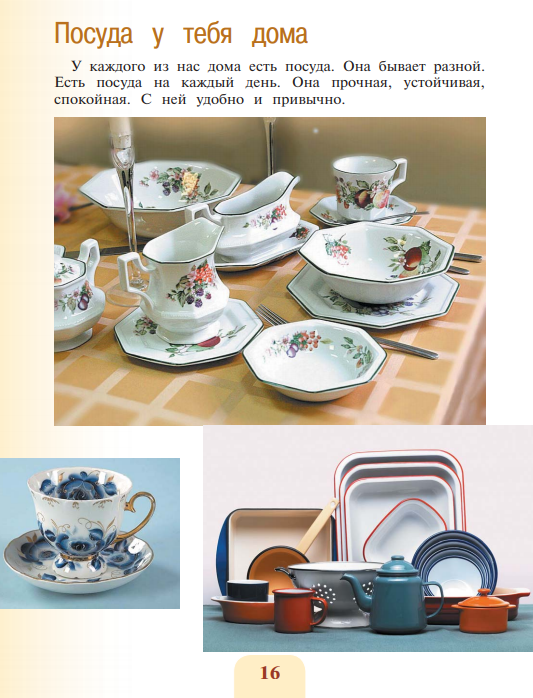 Посуда у тебя дома
У каждого из нас дома есть посуда. Она бывает разной.
Есть посуда на каждый день. Она прочная, устойчивая,
спокойная. С ней удобно и привычно.
16